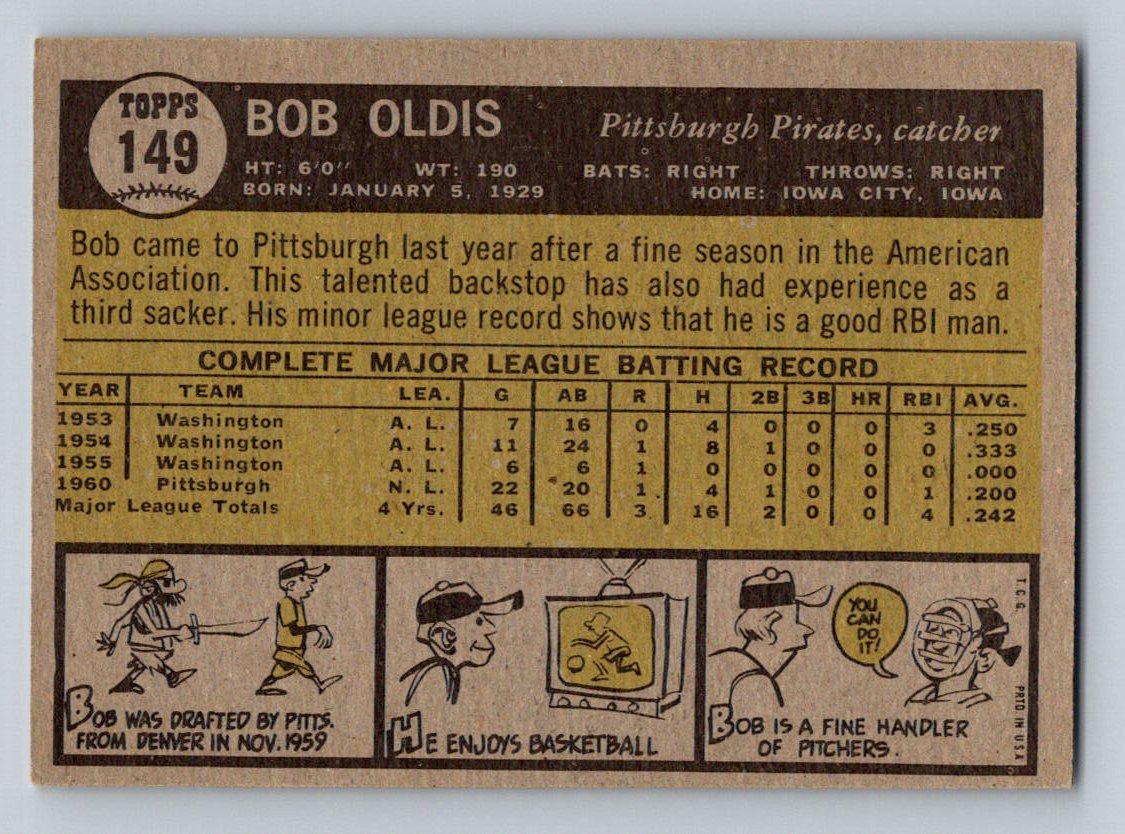 TOPPS
149
BOB OLDIS
Pittsburgh Pirates, catcher
HT: 6'0" WT: 190 BATS: RIGHT THROWS: RIGHT
BORN: JANUARY 5, 1929 HOME: IOWA CITY, IOWA
Bob came to Pittsburgh last year after a fine season in the American
Association. This talented backstop has also had experience as a
third sacker. His minor league record shows that he is a good RBI man.
COMPLETE MAJOR LEAGUE BATTING RECORD
YEAR TEAM LEA. G AB R H 2B 3B HR RBI AVG.
1953 Washington A. L. 7 16 0 4 0 0 0 3 .250
1954 Washington A. L. 11 24 1 8 1 0 0 0 .333
1955 Washington A. L. 6 6 1 0 0 0 0 0 .000
1960 Pittsburgh N. L. 22 20 1 4 1 0 0 1 .200
Major League Totals 4 Yrs. 46 66 3 16 2 0 0 4 .242
BOB WAS DRAFTED BY PITTS.
FROM DENVER IN NOV. 1959
HE ENJOYS BASKETBALL
YOU
CAN
DO
IT!
BOB IS A FINE HANDLER
OF PITCHERS.
T.C.G.
PRTD IN U.S.A.